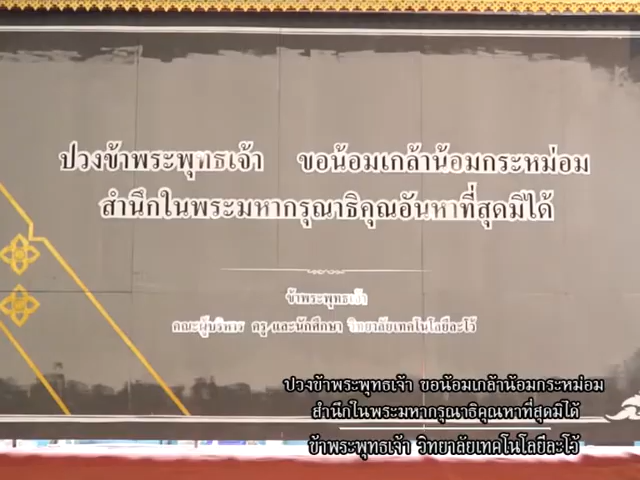 ปวงข้าพระพุทธเจ้า ขอน้อมเกล้าน้อมกระหม่อม
สำนึกในพระมหากรุณาธิคุณอันหาที่สุดมิได้
ข้าพระพุทธเจ้า
คณะผู้บริหาร ครู และนักศึกษา วิทยาลัยเทคโนโลยีละโว้
ปวงข้าพระพุทธเจ้า ขอน้อมเกล้าน้อมกระหม่อม
สำนึกในพระมหากรุณาธิคุณหาที่สุดมิได้
ข้าพระพุทธเจ้า วิทยาลัยเทคโนโลยีละโว้